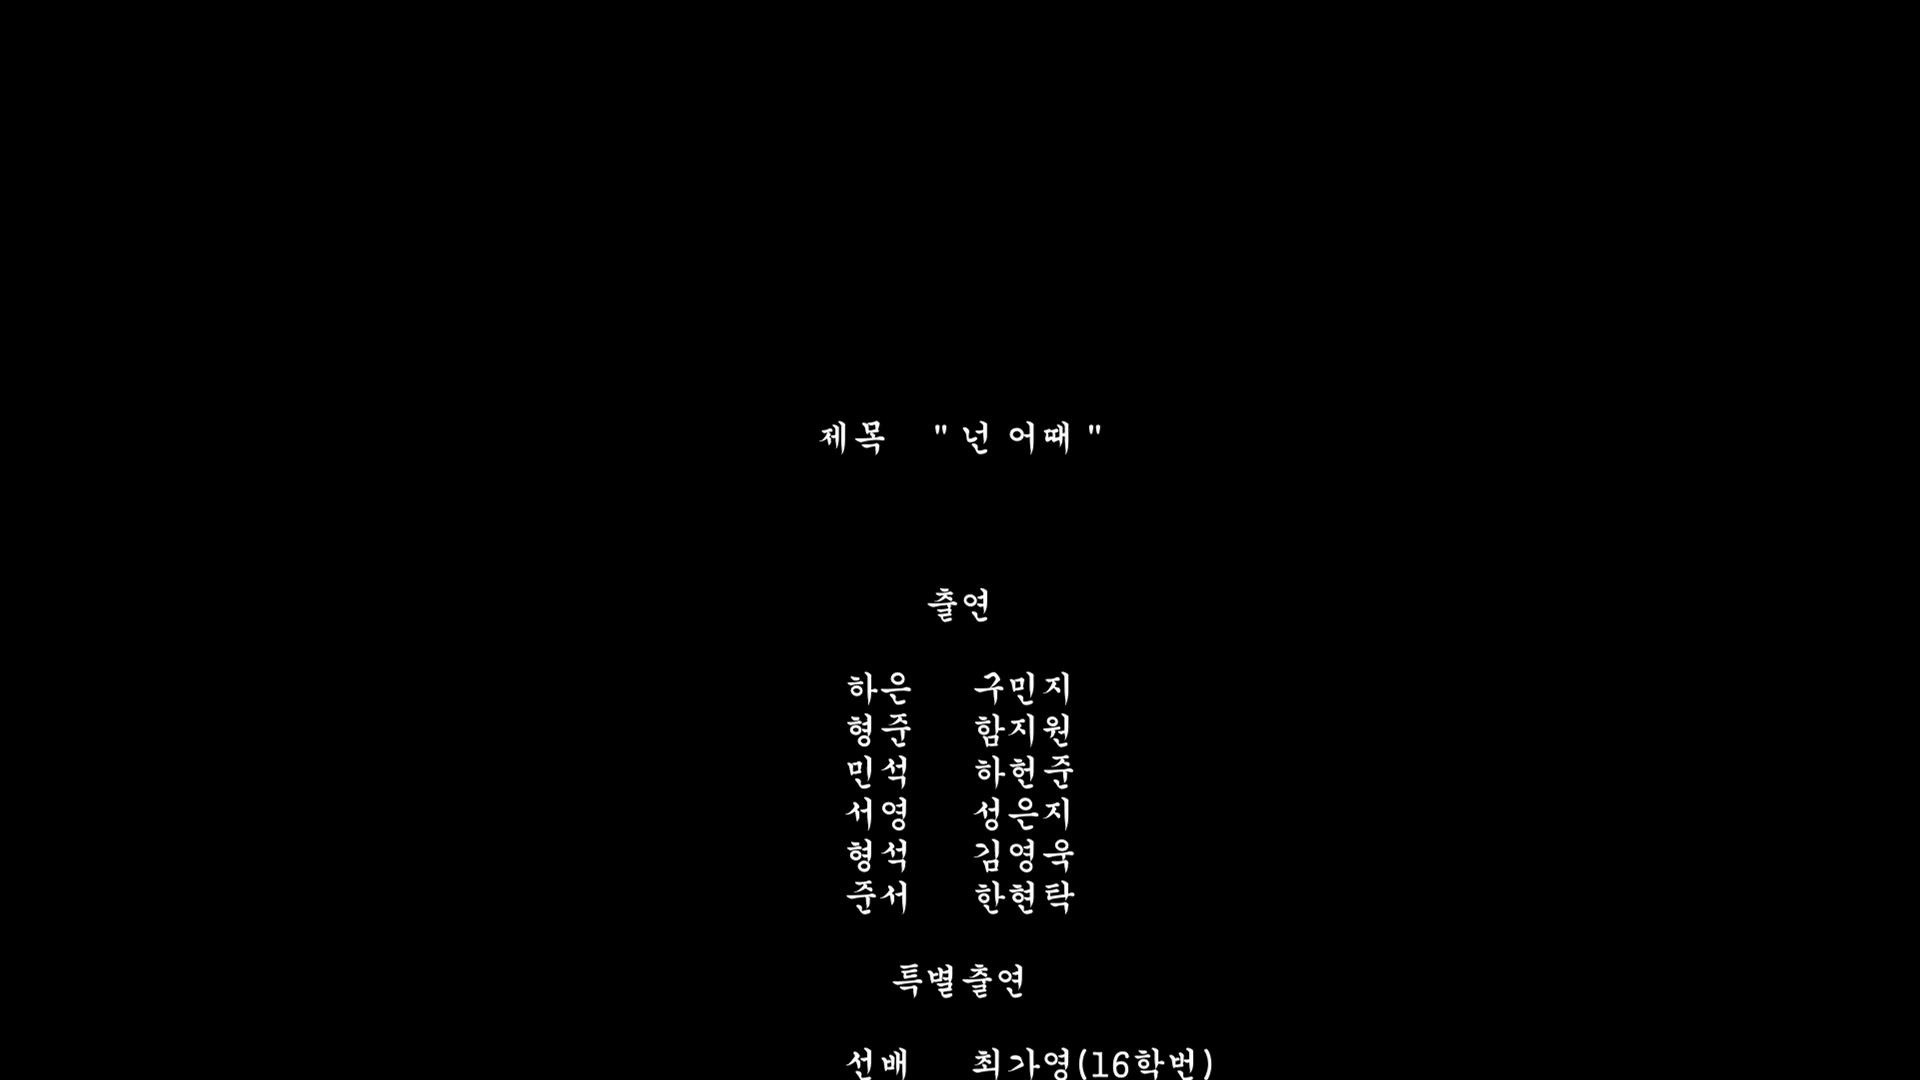 제목 " 넌 어때 "
출연
하은 구민지
형준 함지원
민석 하헌준
서영 성은지
형석 김영욱
준서 한현탁
특별출연
선배 최가영(16학번)